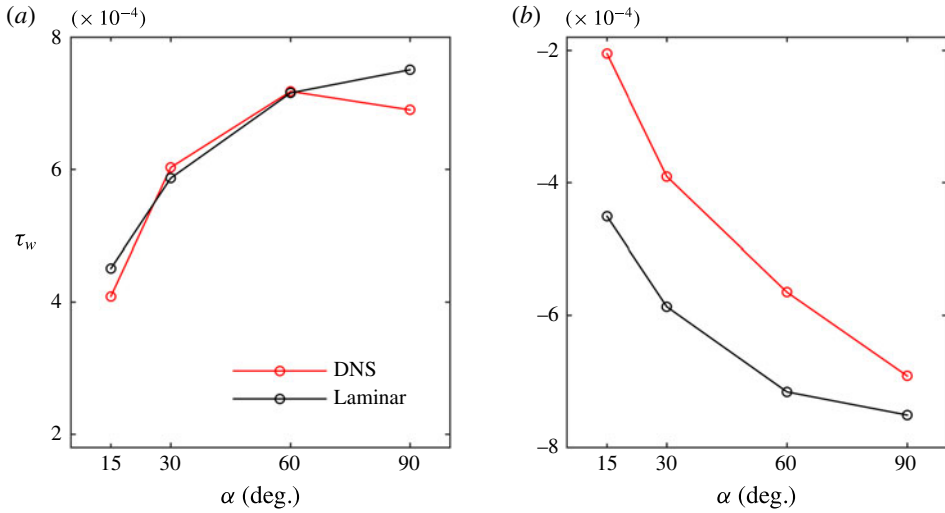 (a)
(× 10−4)
8
6
τw
4
2
DNS
Laminar
15 30 60 90
α (deg.)
(b)
(× 10−4)
−2
−4
−6
−8
15 30 60 90
α (deg.)